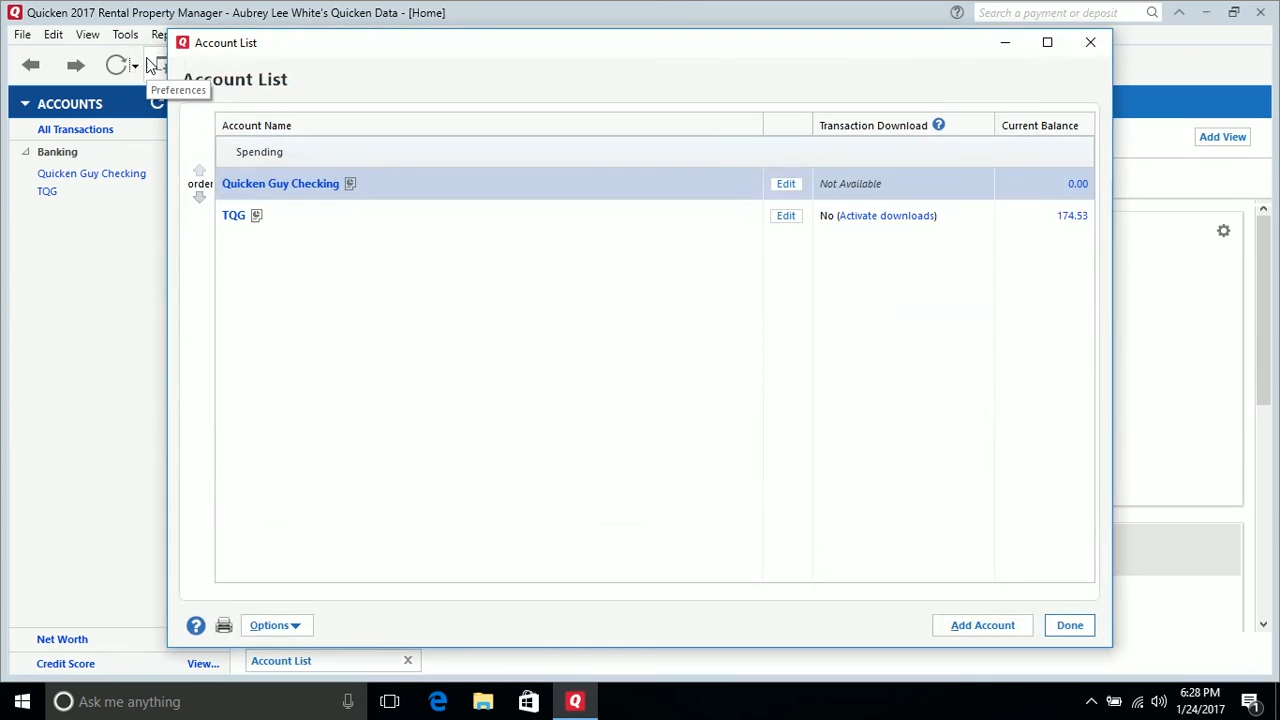 Quicken 2017 Rental Property Manager - Aubrey Lee White's Quicken Data - [Home]
Search a payment or deposit
File Edit View Tools Re
Account List
Account List
Preferences
ACCOUNTS
All Transactions
Banking
Quicken Guy Checking
TQG
Add View
Account Name Transaction Download ? Current Balance
Spending
order
Quicken Guy Checking Edit Not Available 0.00
TQG Edit No (Activate downloads) 174.53
Options Add Account Done
Net Worth
Credit Score View...
Account List
Ask me anything
6:28 PM
1/24/2017
1